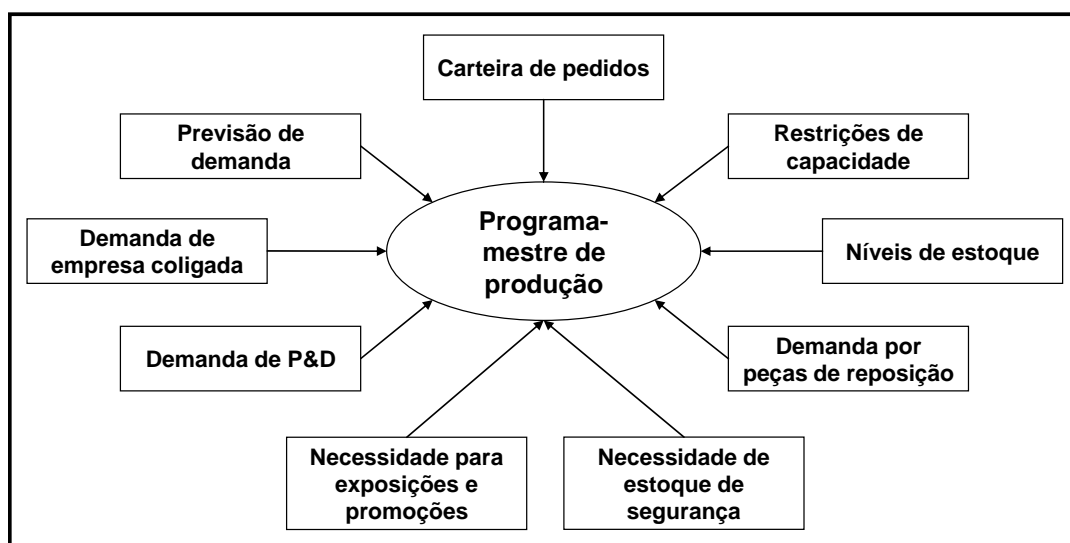 Carteira de pedidos
Previsão de
demanda
Restrições de
capacidade
Demanda de
empresa coligada
Programa-
mestre de
produção
Níveis de estoque
Demanda de P&D
Demanda por
peças de reposição
Necessidade para
exposições e
promoções
Necessidade de
estoque de
segurança